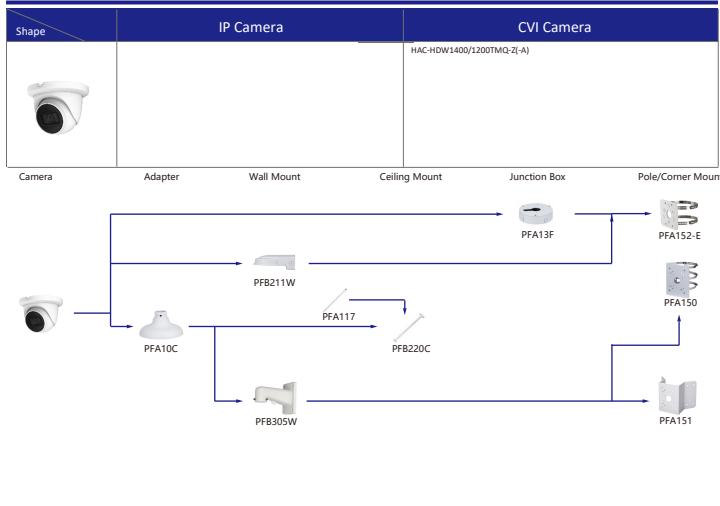 Shape
IP Camera
CVI Camera
HAC-HDW1400/1200TMQ-Z(-A)
Camera
Adapter
Wall Mount
Ceiling Mount
Junction Box
Pole/Corner Moun
PFA13F
PFA152-E
PFB211W
PFA150
PFA117
PFA10C
PFB220C
PFB305W
PFA151